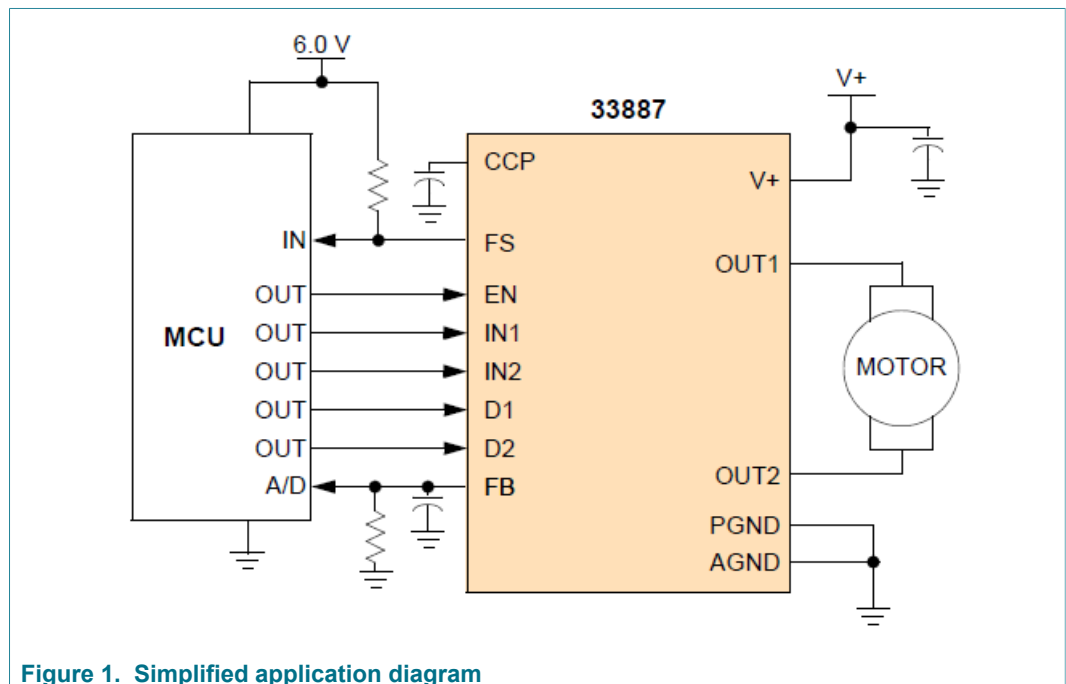 6.0 V
V+
33887
CCP
V+
IN
FS
OUT1
OUT
EN
MCU
OUT
IN1
OUT
IN2
MOTOR
OUT
D1
OUT
D2
A/D
FB
OUT2
PGND
AGND
Figure 1. Simplified application diagram